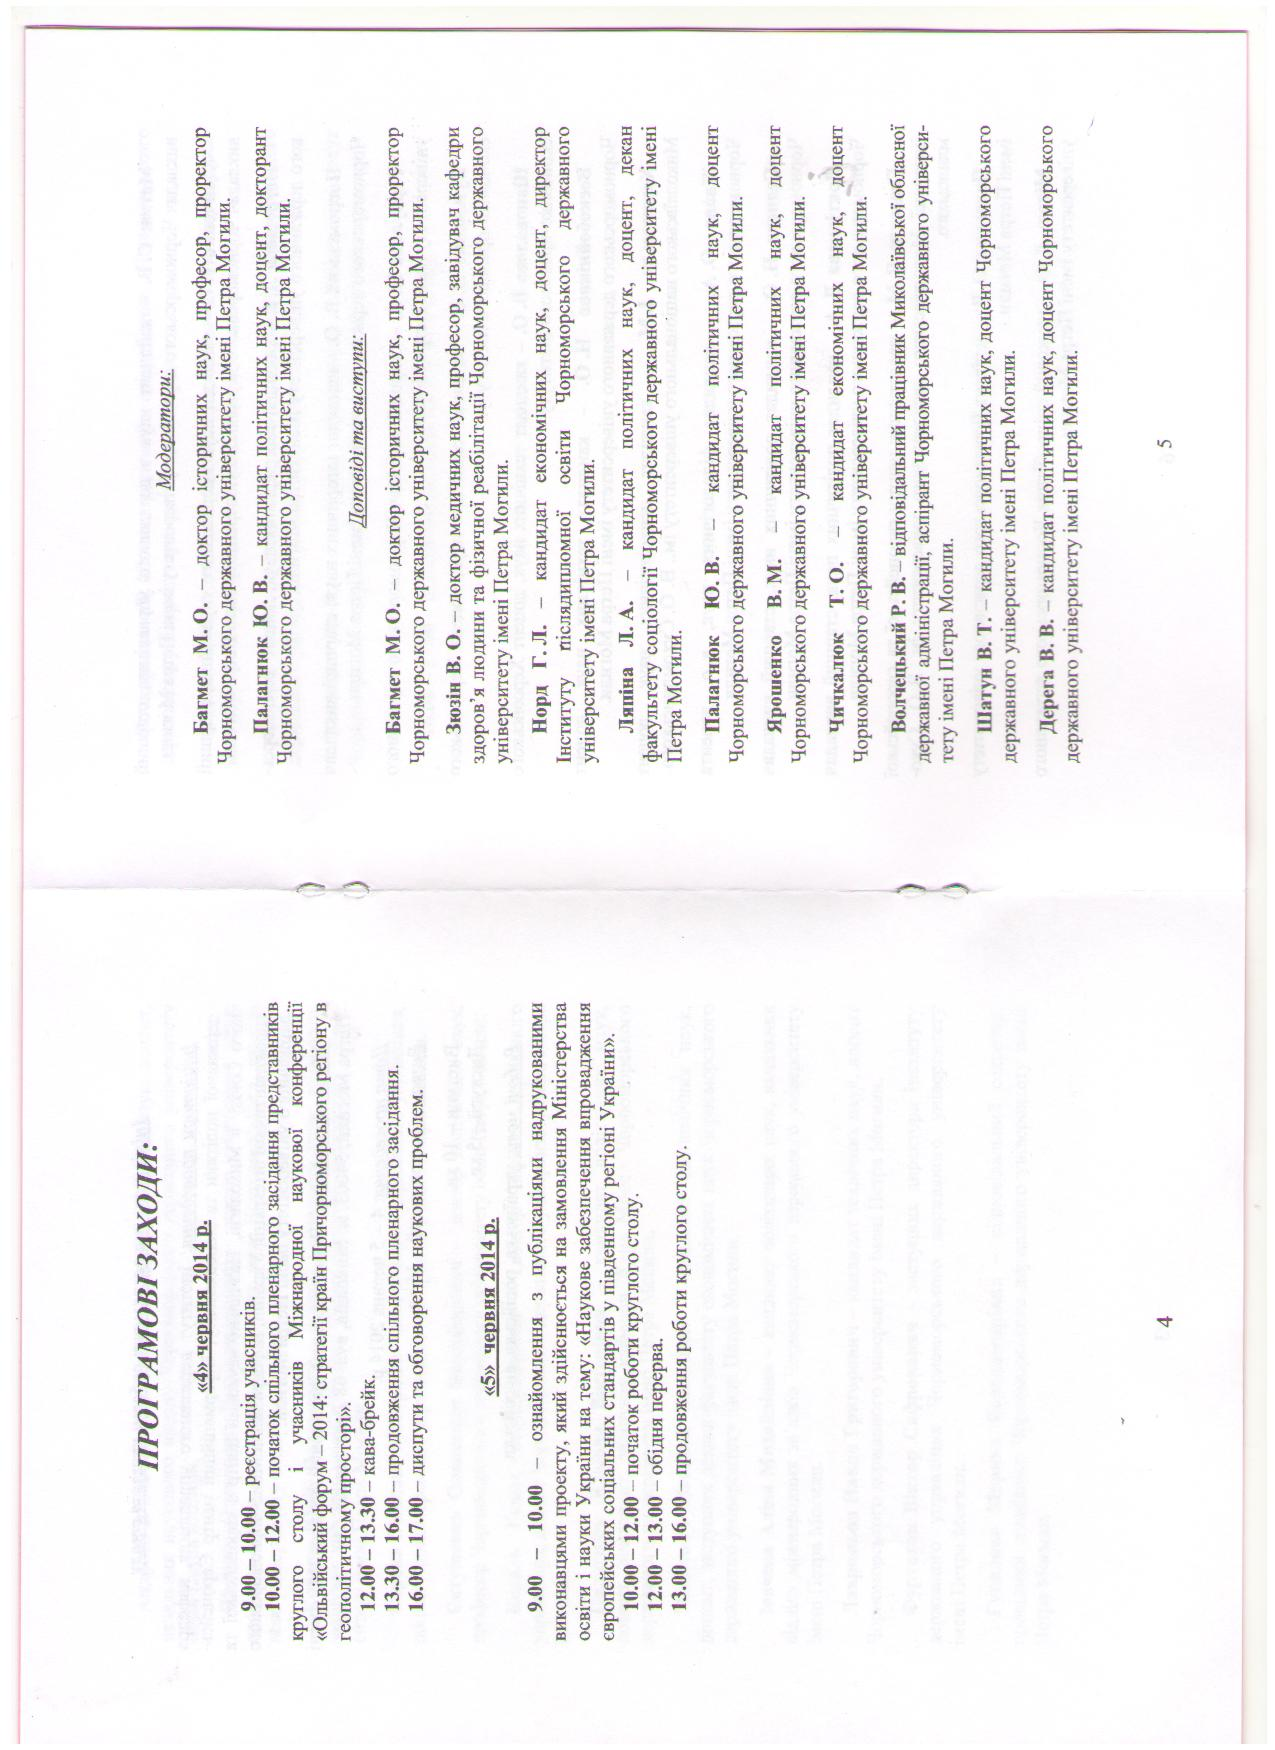 ПРОГРАМОВІ ЗАХОДИ:
«4» червня 2014 р.
9.00 – 10.00 – реєстрація учасників.
10.00 – 12.00 – початок спільного пленарного засідання представників
круглого столу і учасників Міжнародної наукової конференції
«Ольвійський форум – 2014: стратегії країн Причорноморського регіону в
геополітичному просторі».
12.00 – 13.30 – кава-брейк.
13.30 – 16.00 – продовження спільного пленарного засідання.
16.00 – 17.00 – диспути та обговорення наукових проблем.
«5» червня 2014 р.
9.00 – 10.00 – ознайомлення з публікаціями надрукованими
виконавцями проекту, який здійснюється на замовлення Міністерства
освіти і науки України на тему: «Наукове забезпечення впровадження
європейських соціальних стандартів у південному регіоні України».
10.00 – 12.00 – початок роботи круглого столу.
12.00 – 13.00 – обідня перерва.
13.00 – 16.00 – продовження роботи круглого столу.
4
Модератори:
Багмет М. О. – доктор історичних наук, професор, проректор
Чорноморського державного університету імені Петра Могили.
Палагнюк Ю. В. – кандидат політичних наук, доцент, докторант
Чорноморського державного університету імені Петра Могили.
Доповіді та виступи:
Багмет М. О. – доктор історичних наук, професор, проректор
Чорноморського державного університету імені Петра Могили.
Зюзін В. О. – доктор медичних наук, професор, завідувач кафедри
здоров’я людини та фізичної реабілітації Чорноморського державного
університету імені Петра Могили.
Норд Г. Л. – кандидат економічних наук, доцент, директор
Інституту післядипломної освіти Чорноморського державного
університету імені Петра Могили.
Ляпіна Л. А. – кандидат політичних наук, доцент, декан
факультету соціології Чорноморського державного університету імені
Петра Могили.
Палагнюк Ю. В. – кандидат політичних наук, доцент
Чорноморського державного університету імені Петра Могили.
Ярошенко В. М. – кандидат політичних наук, доцент
Чорноморського державного університету імені Петра Могили.
Чичкалюк Т. О. – кандидат економічних наук, доцент
Чорноморського державного університету імені Петра Могили.
Волчецький Р. В. – відповідальний працівник Миколаївської обласної
державної адміністрації, аспірант Чорноморського державного універси-
тету імені Петра Могили.
Шатун В. Т. – кандидат політичних наук, доцент Чорноморського
державного університету імені Петра Могили.
Дерега В. В. – кандидат політичних наук, доцент Чорноморського
державного університету імені Петра Могили.
5